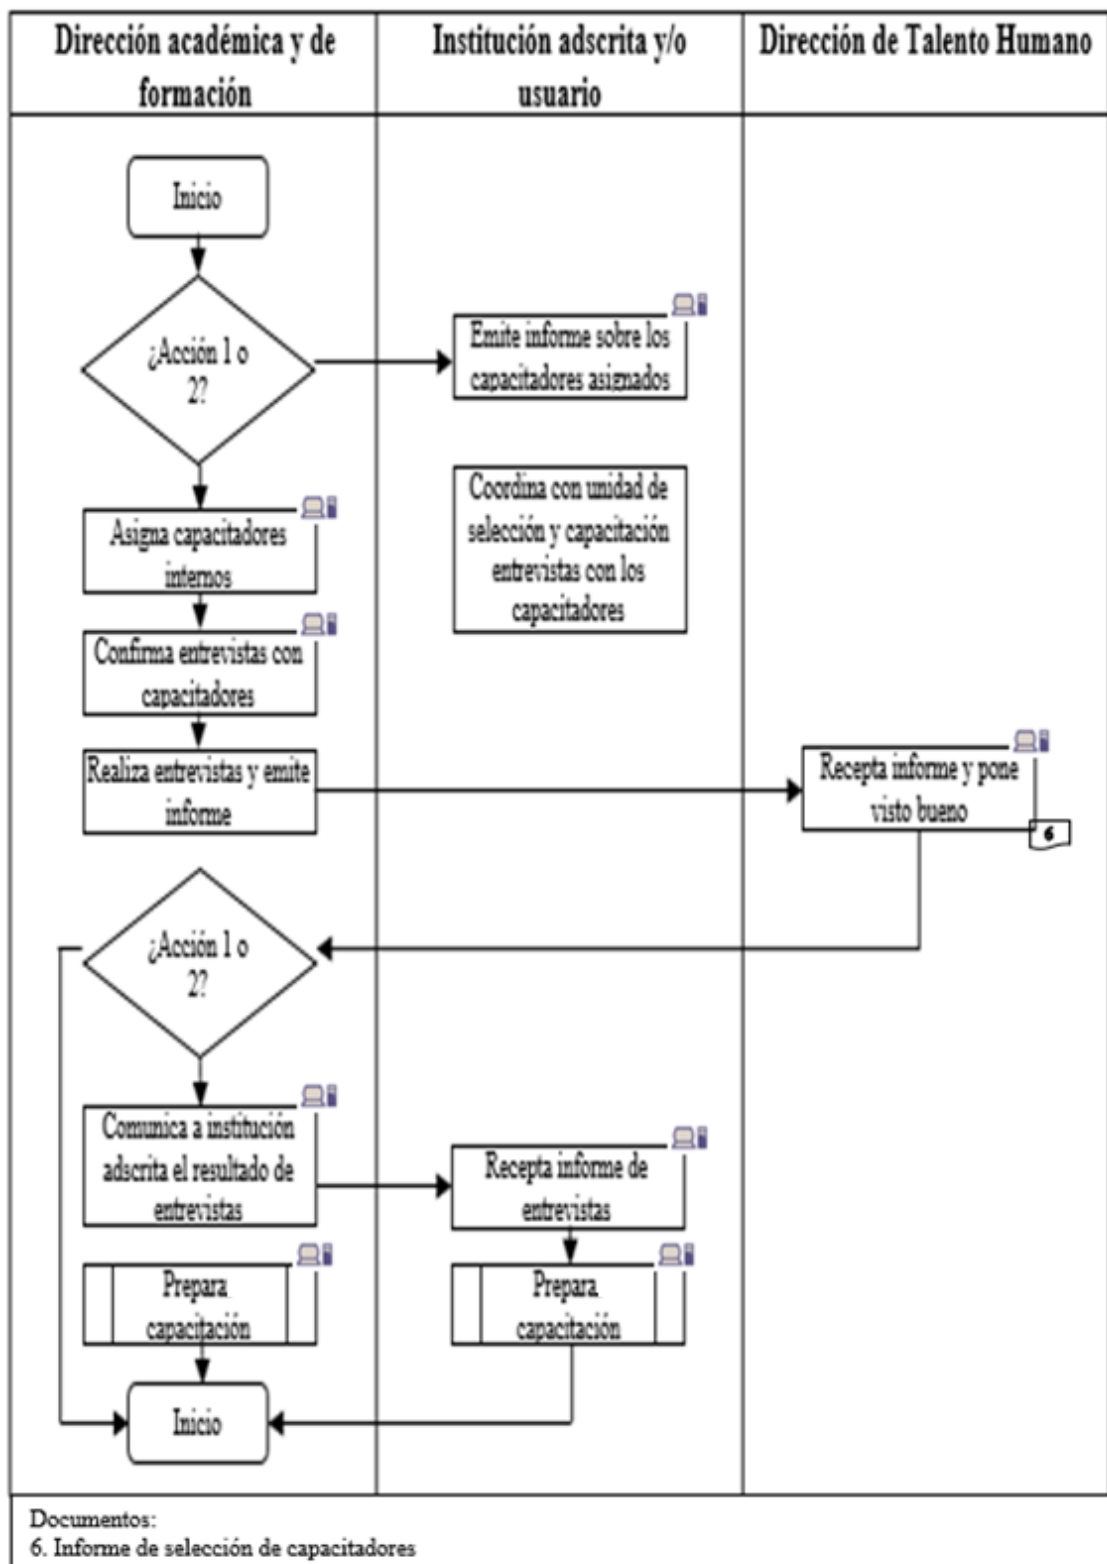 Dirección académica y de
formación
Institución adscrita y/o
usuario
Dirección de Talento Humano
Inicio
¿Acción 1 o
2?
Emite informe sobre los
capacitadores asignados
Asigna capacitadores
internos
Coordina con unidad de
selección y capacitación
entrevistas con los
capacitadores
Confirma entrevistas con
capacitadores
Realiza entrevistas y emite
informe
Recepta informe y pone
visto bueno
6
¿Acción 1 o
2?
Comunica a institución
adscrita el resultado de
entrevistas
Recepta informe de
entrevistas
Prepara
capacitación
Prepara
capacitación
Inicio
Documentos:
6. Informe de selección de capacitadores